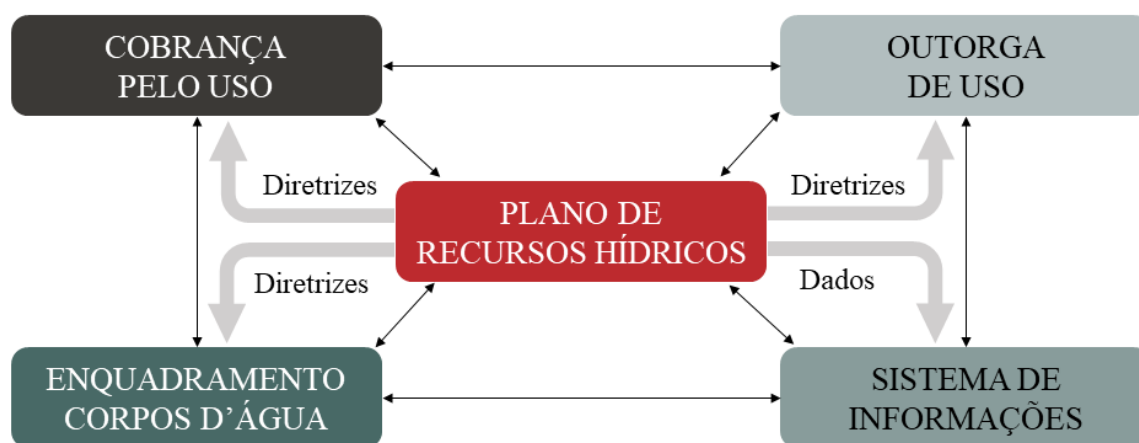 COBRANÇA
PELO USO
OUTORGA
DE USO
Diretrizes
Diretrizes
PLANO DE
RECURSOS HÍDRICOS
Diretrizes
Dados
ENQUADRAMENTO
CORPOS D’ÁGUA
SISTEMA DE
INFORMAÇÕES